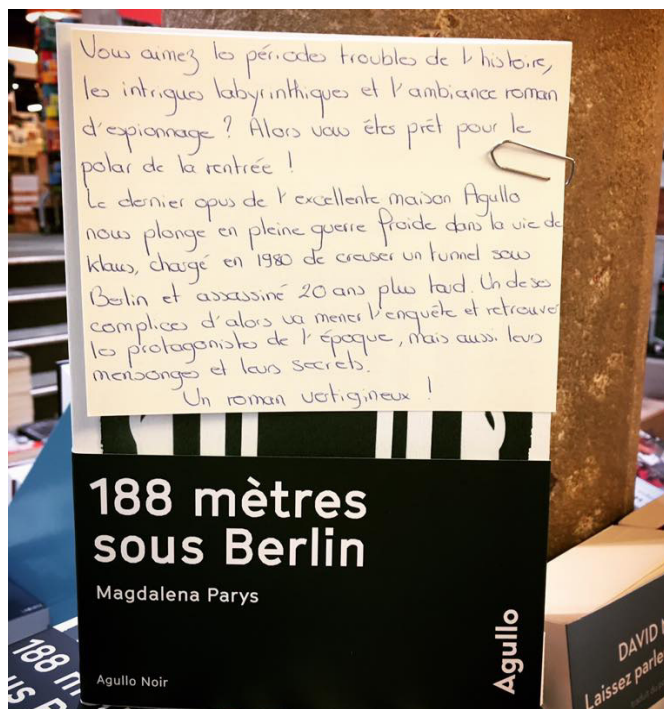 Vous aimez les périodes troubles de l'histoire,
les intrigues labyrinthiques et l'ambiance roman
d'espionnage ? Alors vous êtes prêt pour le
polar de la rentrée !
Le dernier opus de l'excellente maison Agullo
nous plonge en pleine guerre froide dans la vie de
Klaus, chargé en 1980 de creuser un tunnel sous
Berlin et assassiné 20 ans plus tard. Un de ses
complices d'alors va mener l'enquête et retrouver
les protagonistes de l'époque, mais aussi leurs
mensonges et leurs secrets.
Un roman vertigineux !
188 mètres
sous Berlin
Magdalena Parys
Agullo
Agullo Noir
188 m
DAVID
Laissez parle